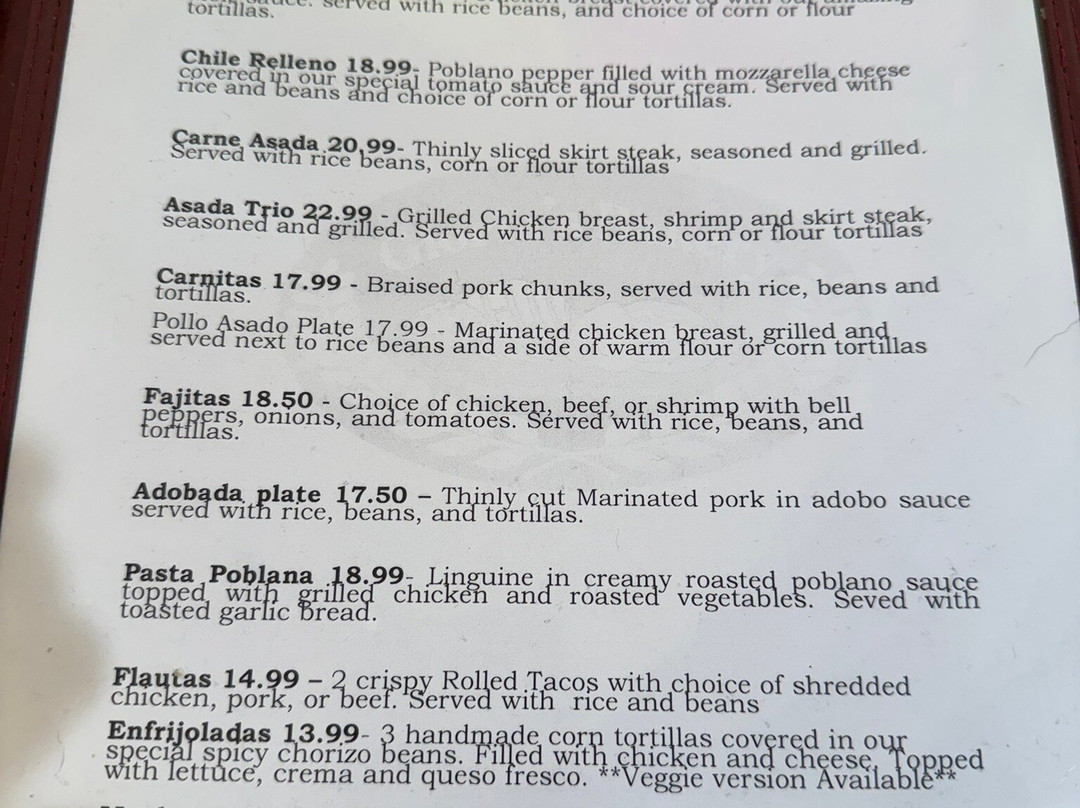 served with rice beans, and choice of corn or flour
tortillas.
Chile Relleno 18.99- Poblano pepper filled with mozzarella cheese
covered in our special tomato sauce and sour cream. Served with
rice and beans and choice of corn or flour tortillas.
Carne Asada 20,99- Thinly sliced skirt steak, seasoned and grilled.
Served with rice beans, corn or flour tortillas
Asada Trio 22.99 - Grilled Chicken breast, shrimp and skirt steak,
seasoned and grilled. Served with rice beans, corn or flour tortillas
Carnitas 17.99 - Braised pork chunks, served with rice, beans and
tortillas.
Pollo Asado Plate 17.99 - Marinated chicken breast, grilled and
served next to rice beans and a side of warm flour or corn tortillas
Fajitas 18.50 - Choice of chicken, beef, or shrimp with bell
peppers, onions, and tomatoes. Served with rice, beans, and
tortillas.
Adobada plate 17.50 – Thinly cut Marinated pork in adobo sauce
served with rice, beans, and tortillas.
Pasta Poblana 18.99- Linguine in creamy roasted poblano sauce
topped with grilled chicken and roasted vegetables. Seved with
toasted garlic bread.
Flautas 14.99 – 2 crispy Rolled Tacos with choice of shredded
chicken, pork, or beef. Served with rice and beans
Enfrijoladas 13.99- 3 handmade corn tortillas covered in our
special spicy chorizo beans. Filled with chicken and cheese. Topped
with lettuce, crema and queso fresco. **Veggie version Available**